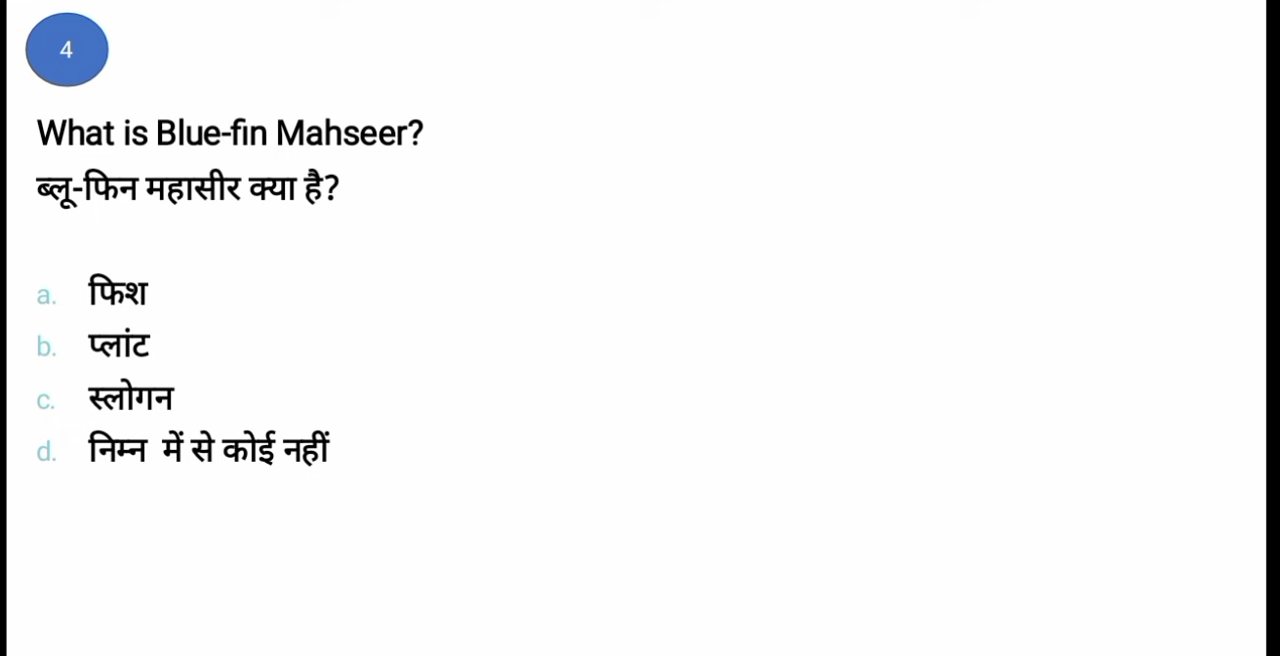 4
What is Blue-fin Mahseer?
ब्लू-फिन महासीर क्या है?
a. फिश
b. प्लांट
c. स्लोगन
d. निम्न में से कोई नहीं